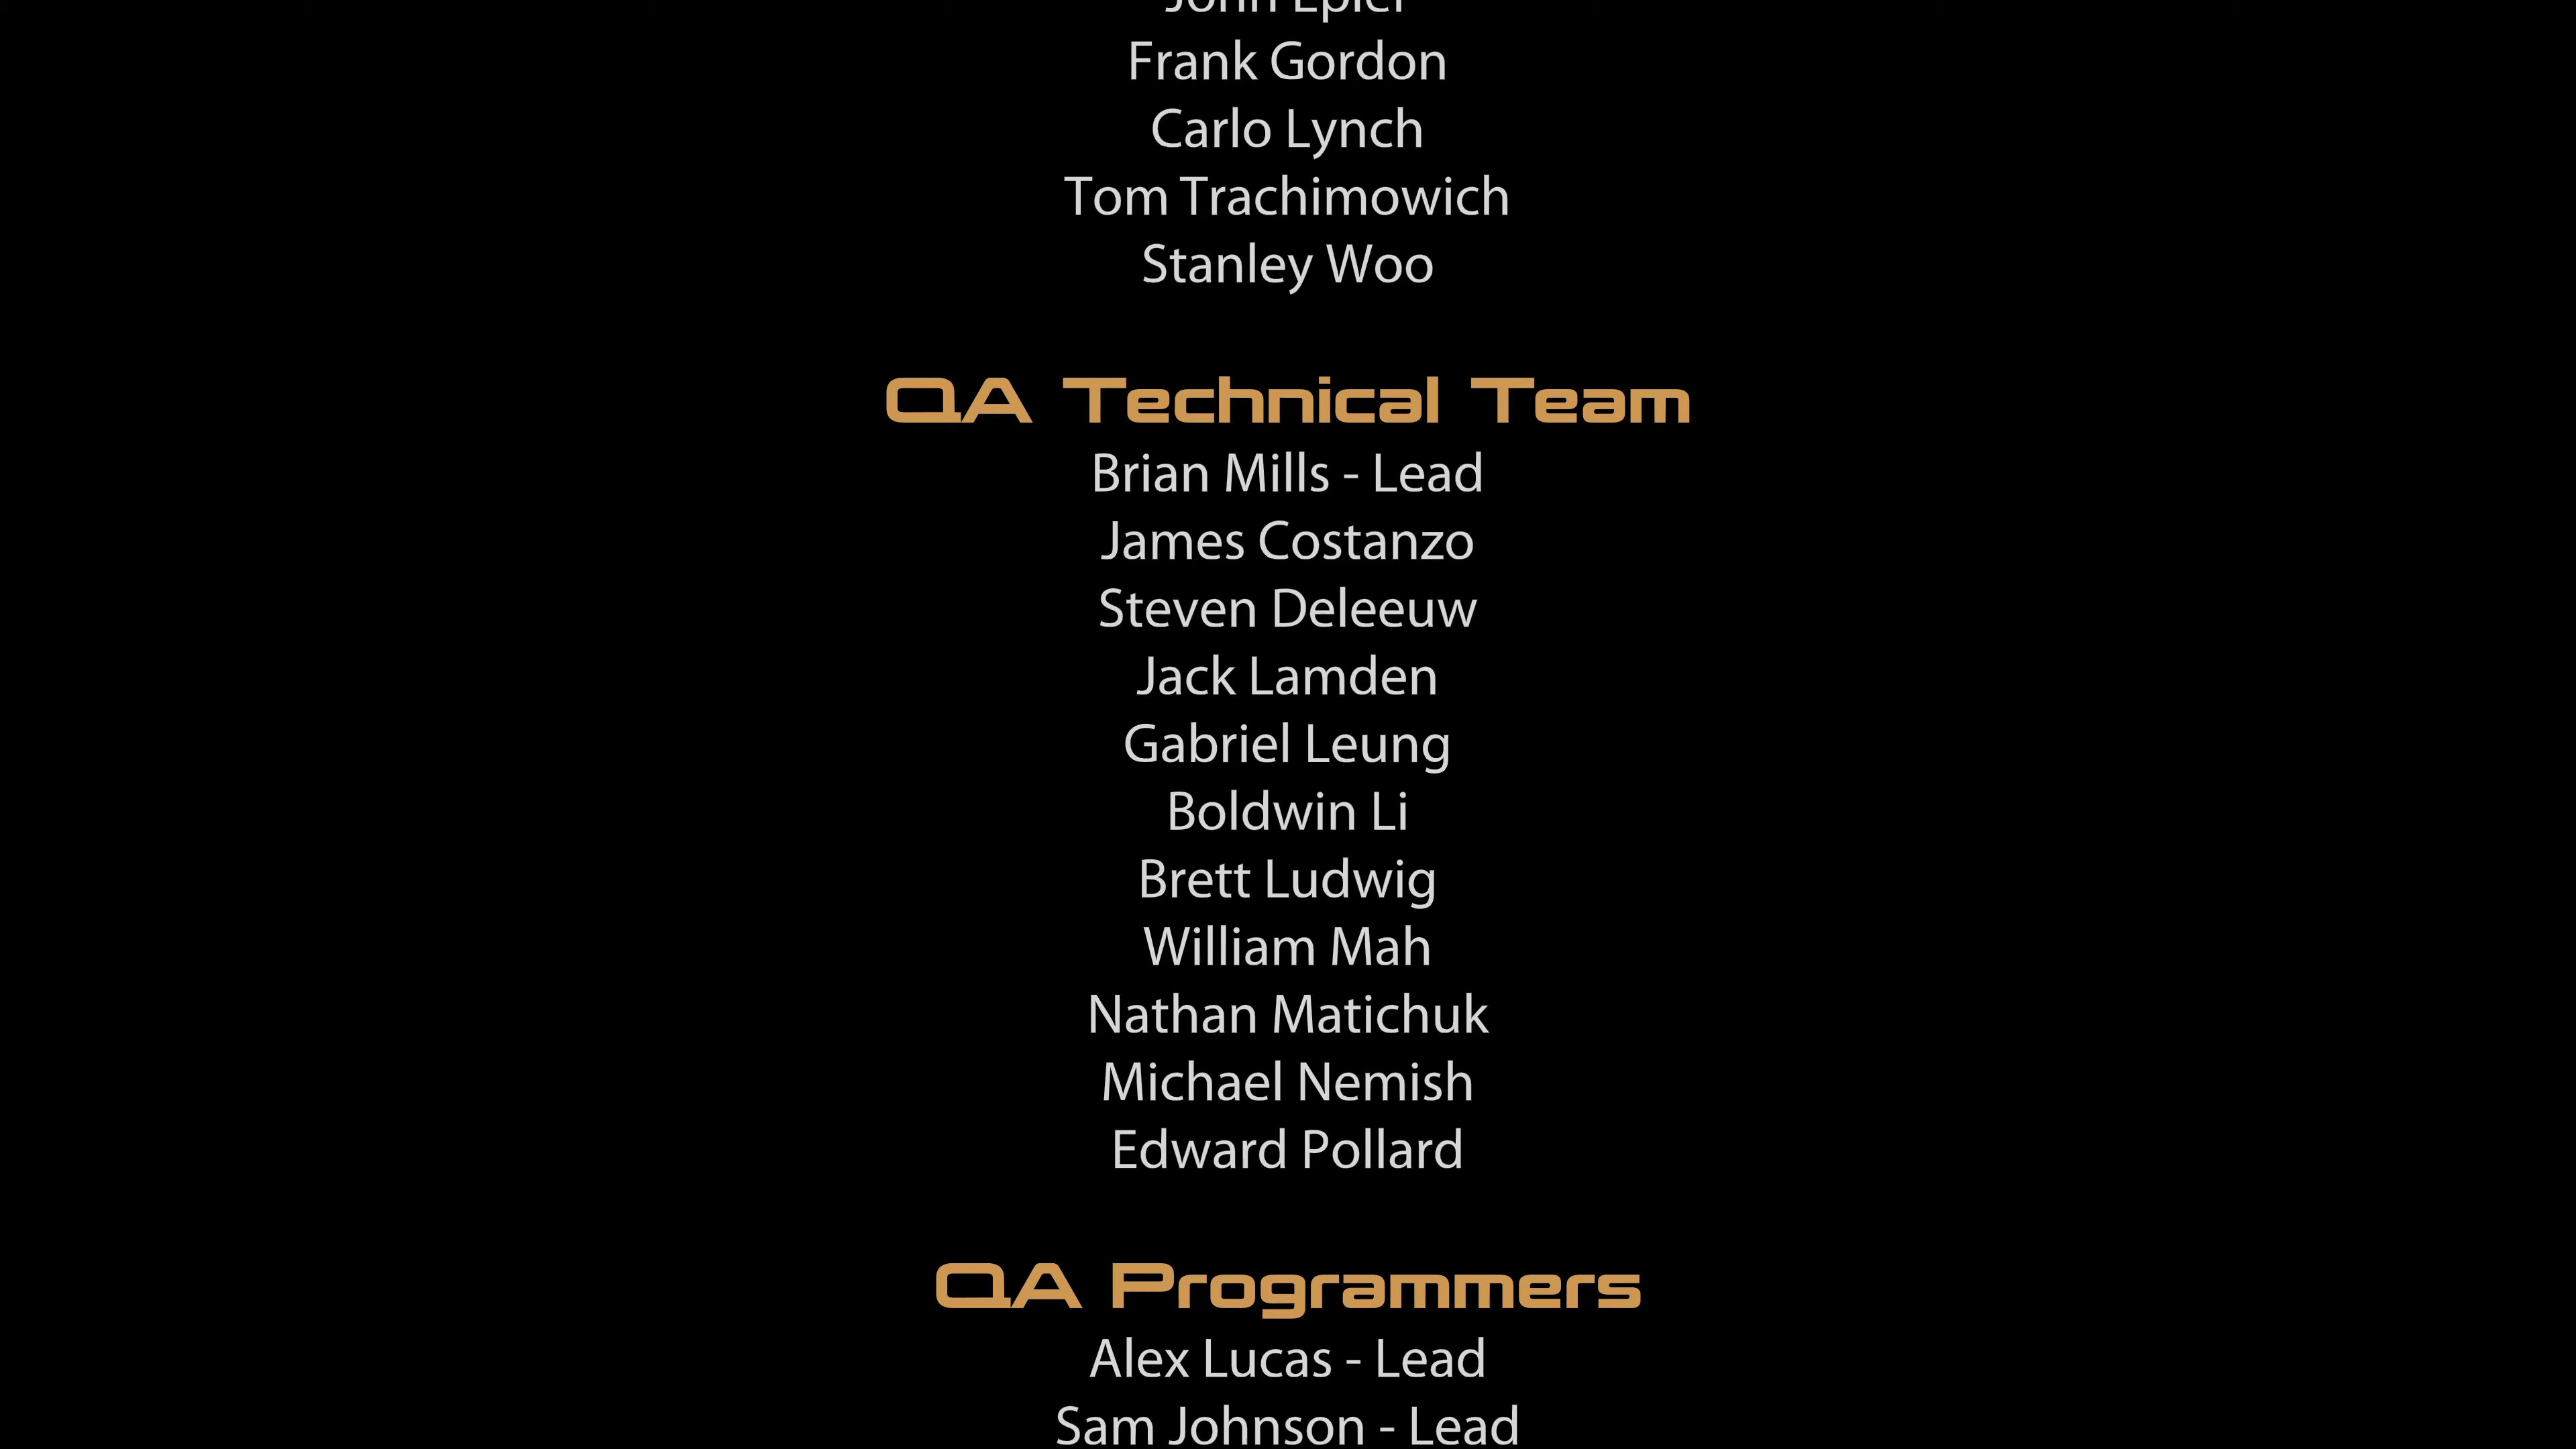 John Epler
Frank Gordon
Carlo Lynch
Tom Trachimowich
Stanley Woo
QA Technical Team
Brian Mills - Lead
James Costanzo
Steven Deleeuw
Jack Lamden
Gabriel Leung
Boldwin Li
Brett Ludwig
William Mah
Nathan Matichuk
Michael Nemish
Edward Pollard
QA Programmers
Alex Lucas - Lead
Sam Johnson - Lead